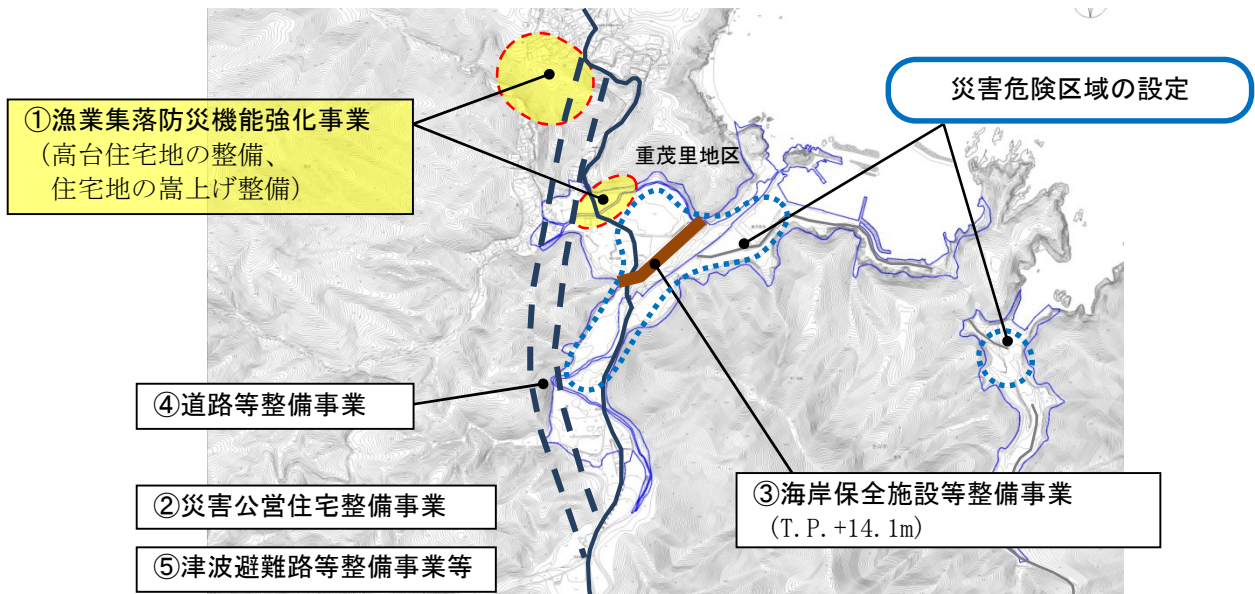 災害危険区域の設定
①漁業集落防災機能強化事業
（高台住宅地の整備、
住宅地の嵩上げ整備）
重茂里地区
④道路等整備事業
②災害公営住宅整備事業
③海岸保全施設等整備事業
(T.P.+14.1m)
⑤津波避難路等整備事業等